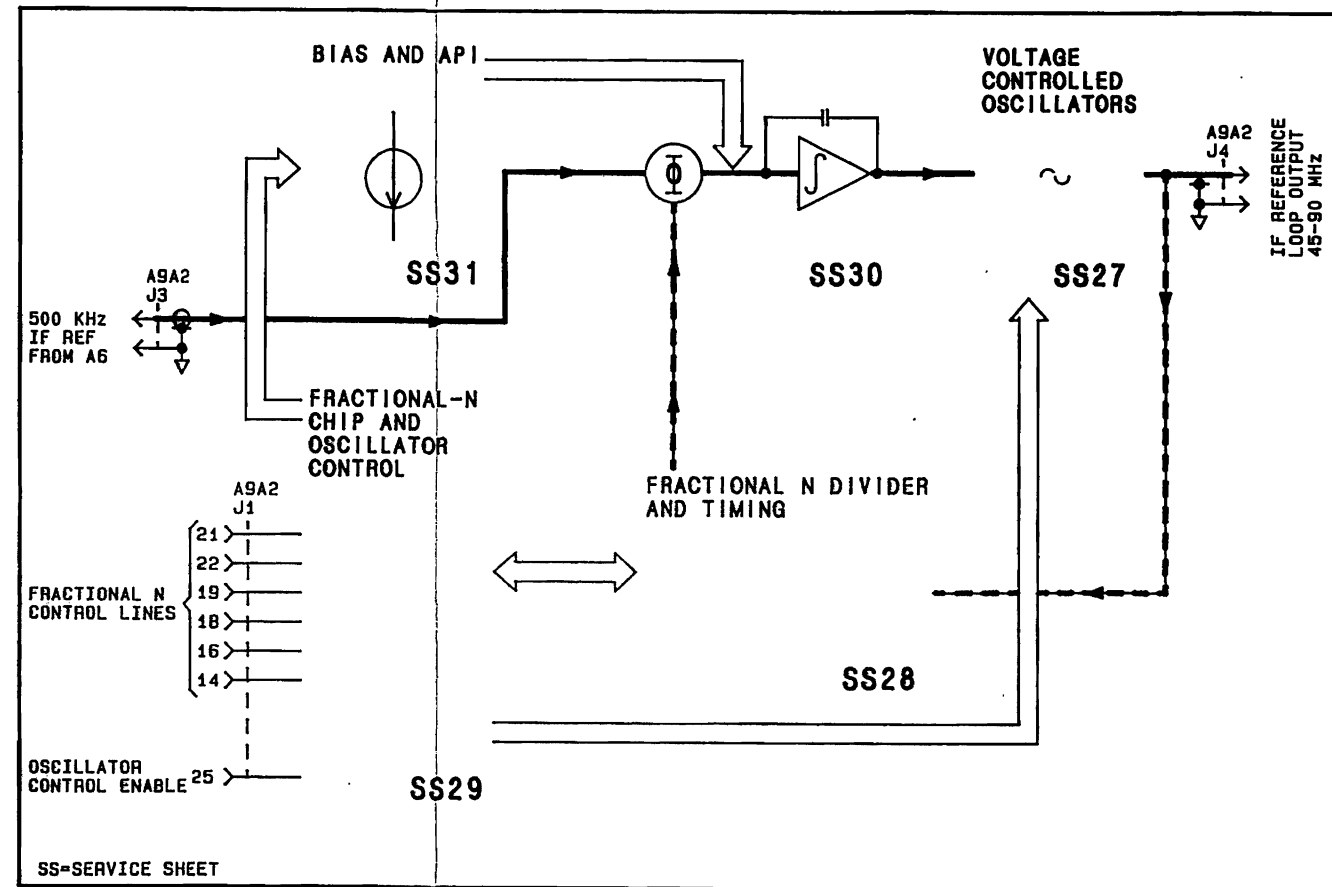 BIAS AND API
VOLTAGE
CONTROLLED
OSCILLATORS
A9A2
J4
IF REFERENCE
LOOP OUTPUT
45-90 MHz
Φ
∫
~
SS31
SS30
SS27
A9A2
J3
500 KHz
IF REF
FROM A6
FRACTIONAL-N
CHIP AND
OSCILLATOR
CONTROL
FRACTIONAL N DIVIDER
AND TIMING
A9A2
J1
21
22
FRACTIONAL N
CONTROL LINES
19
18
16
14
SS28
OSCILLATOR
CONTROL ENABLE 25
SS29
SS=SERVICE SHEET